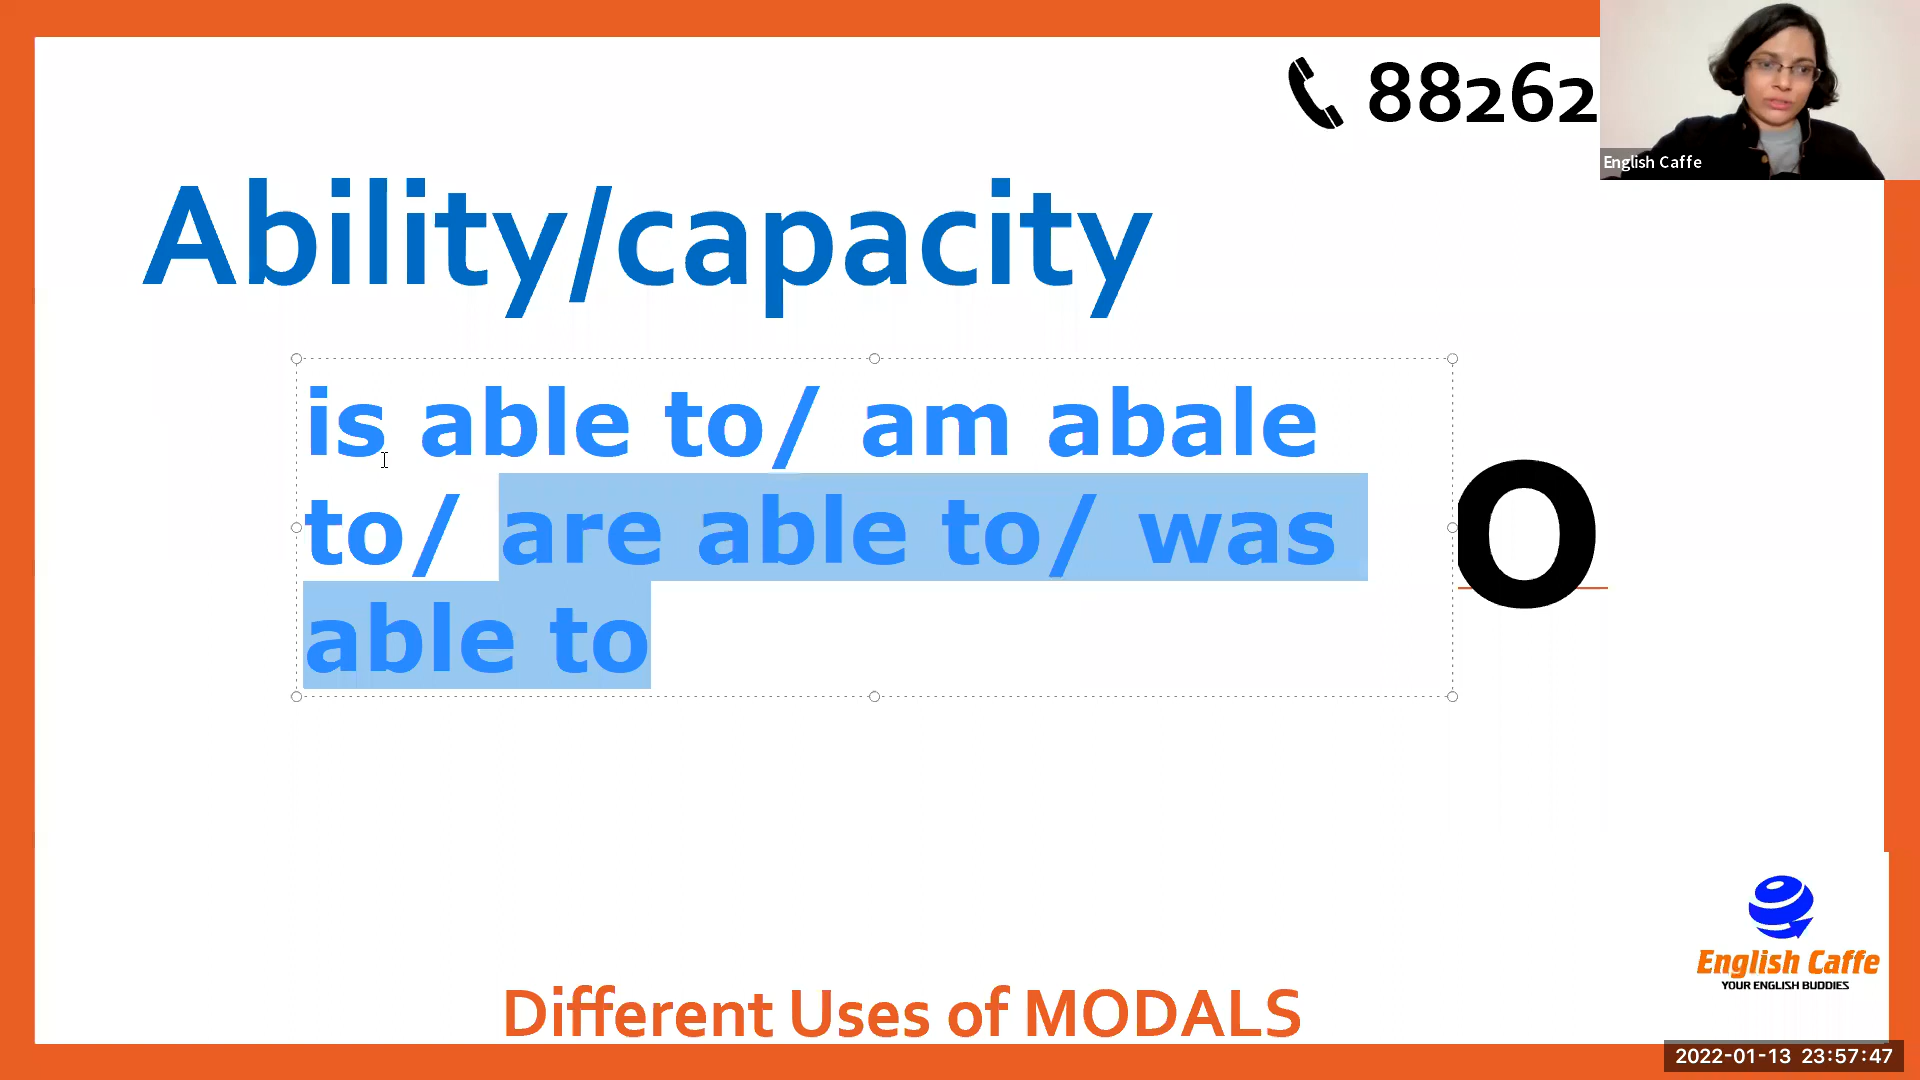 88262
English Caffe
Ability/capacity
is able to/ am abale
to/ are able to/ was
able to
O
English Caffe
YOUR ENGLISH BUDDIES
Different Uses of MODALS
2022-01-13 23:57:47